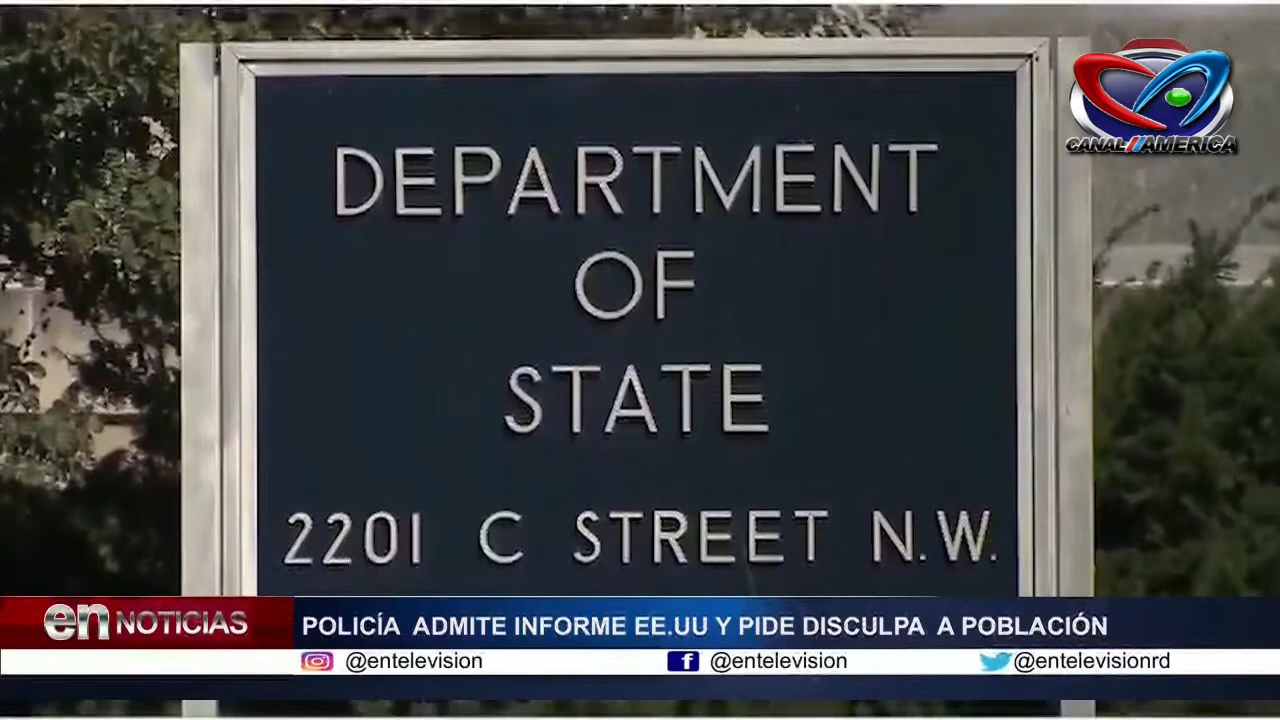 CANAL AMERICA
DEPARTMENT
OF
STATE
2201 C STREET N.W.
en NOTICIAS
POLICÍA ADMITE INFORME EE.UU Y PIDE DISCULPA A POBLACIÓN
@entelevision
@entelevision
@entelevisionrd